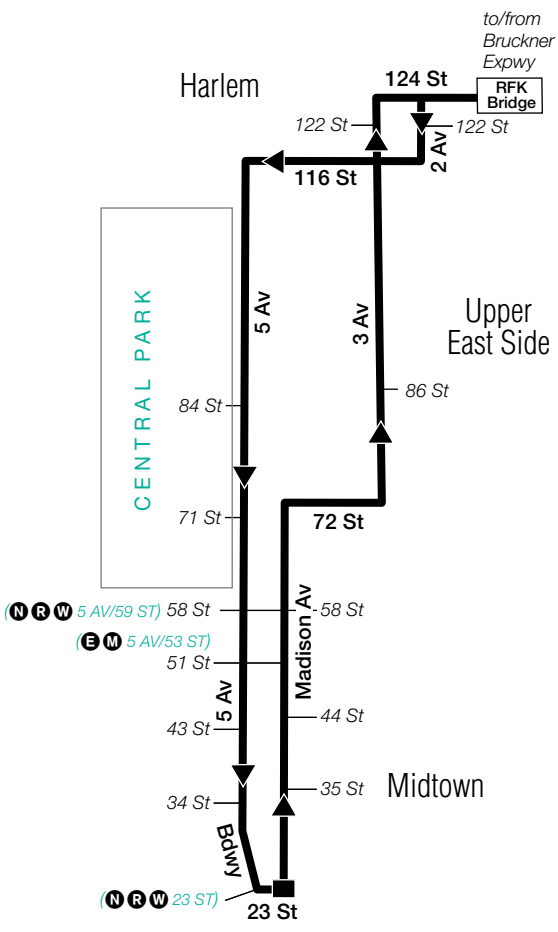 to/from
Bruckner
Expwy
Harlem
124 St
RFK
Bridge
122 St
122 St
2 Av
116 St
5 Av
3 Av
CENTRAL PARK
Upper
East Side
86 St
84 St
71 St
72 St
(N R W 5 AV/59 ST) 58 St
58 St
(E M 5 AV/53 ST)
51 St
Madison Av
5 Av
44 St
43 St
35 St
Midtown
34 St
Bdwy
(N R W 23 ST)
23 St